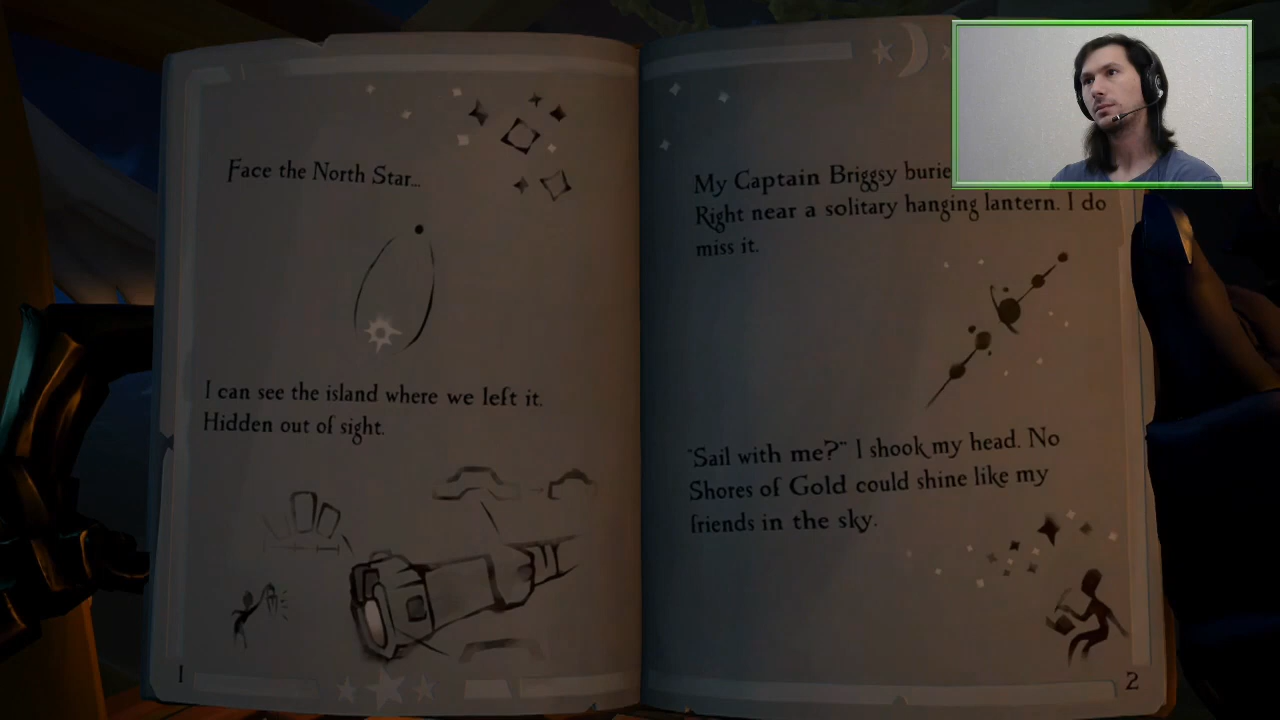 Face the North Star...
I can see the island where we left it.
Hidden out of sight.
1
My Captain Briggsy
Right near a solitary hanging lantern. I do
miss it.
"Sail with me?" I shook my head. No
Shores of Gold could shine like my
friends in the sky.
2